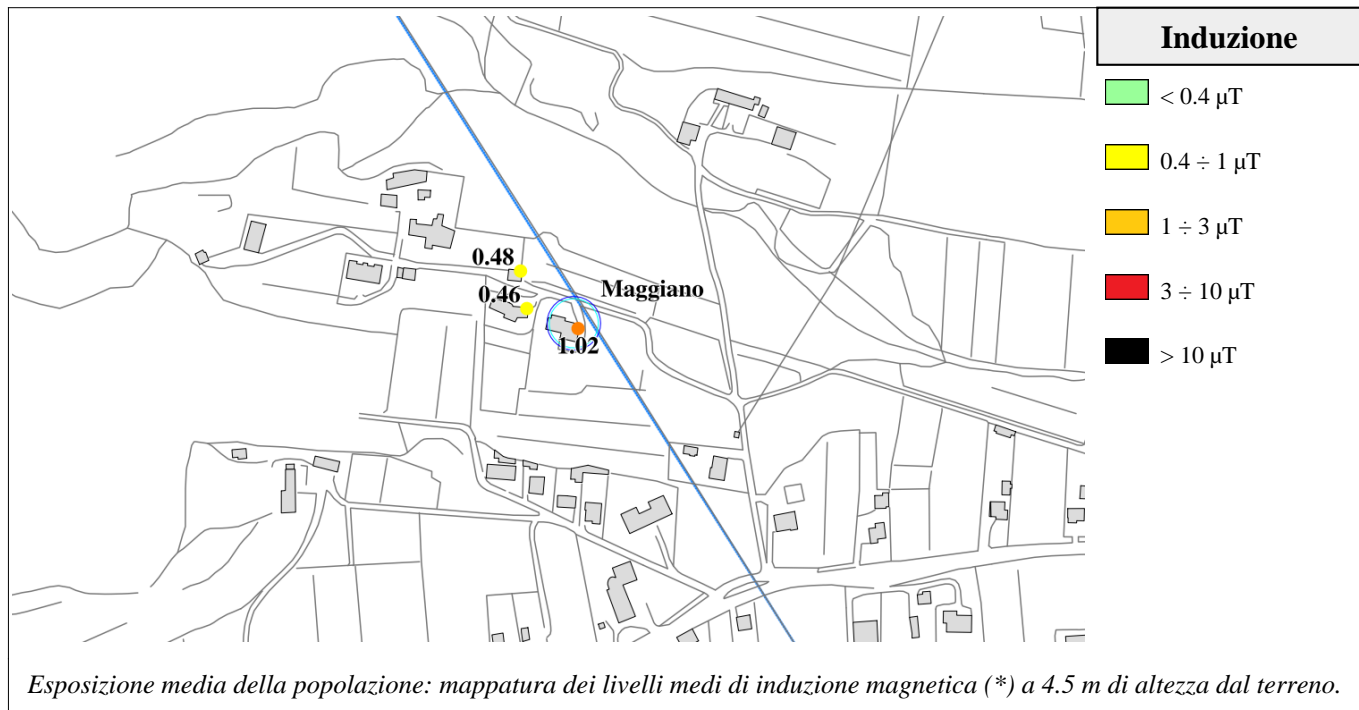 Induzione
< 0.4 µT
0.4 ÷ 1 µT
1 ÷ 3 µT
3 ÷ 10 µT
> 10 µT
0.48
0.46
Maggiano
1.02
Esposizione media della popolazione: mappatura dei livelli medi di induzione magnetica (*) a 4.5 m di altezza dal terreno.